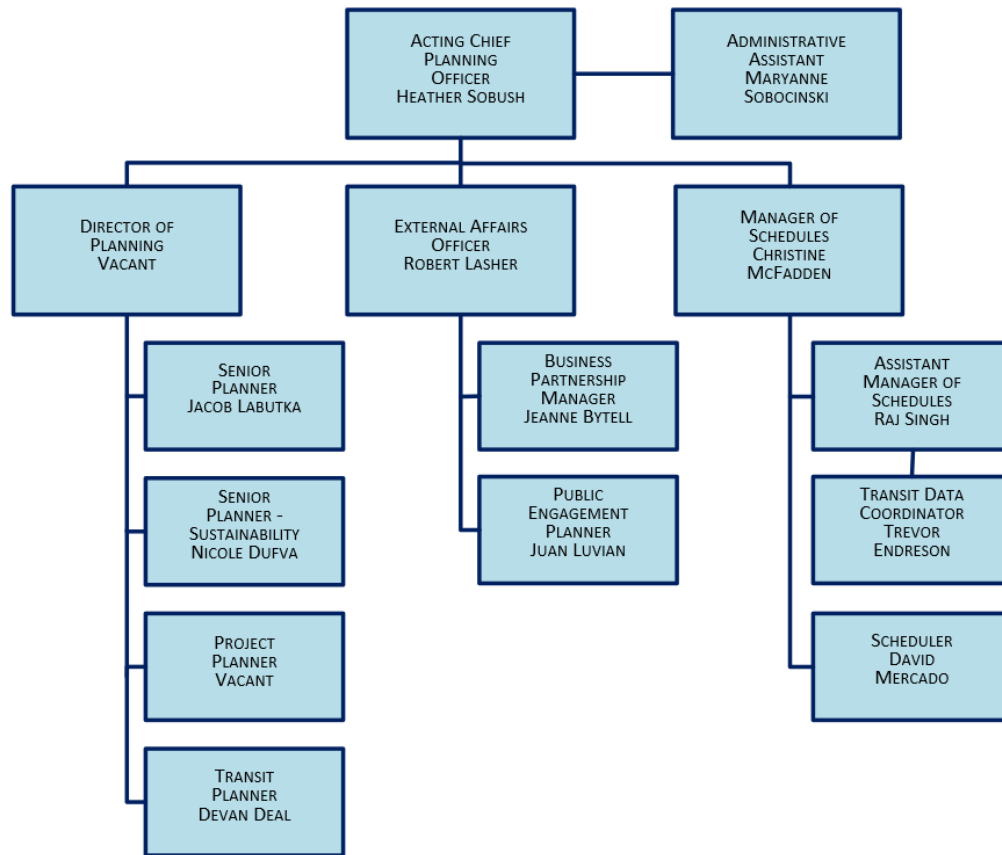 ACTING CHIEF
PLANNING
OFFICER
HEATHER SOBUSH
ADMINISTRATIVE
ASSISTANT
MARYANNE
SOBOCINSKI
DIRECTOR OF
PLANNING
VACANT
EXTERNAL AFFAIRS
OFFICER
ROBERT LASHER
MANAGER OF
SCHEDULES
CHRISTINE
MCFADDEN
SENIOR
PLANNER
JACOB LABUTKA
SENIOR
PLANNER -
SUSTAINABILITY
NICOLE DUFVA
PROJECT
PLANNER
VACANT
TRANSIT
PLANNER
DEVAN DEAL
BUSINESS
PARTNERSHIP
MANAGER
JEANNE BYTELL
PUBLIC
ENGAGEMENT
PLANNER
JUAN LUVIAN
ASSISTANT
MANAGER OF
SCHEDULES
RAJ SINGH
TRANSIT DATA
COORDINATOR
TREVOR
ENDRESON
SCHEDULER
DAVID
MERCADO